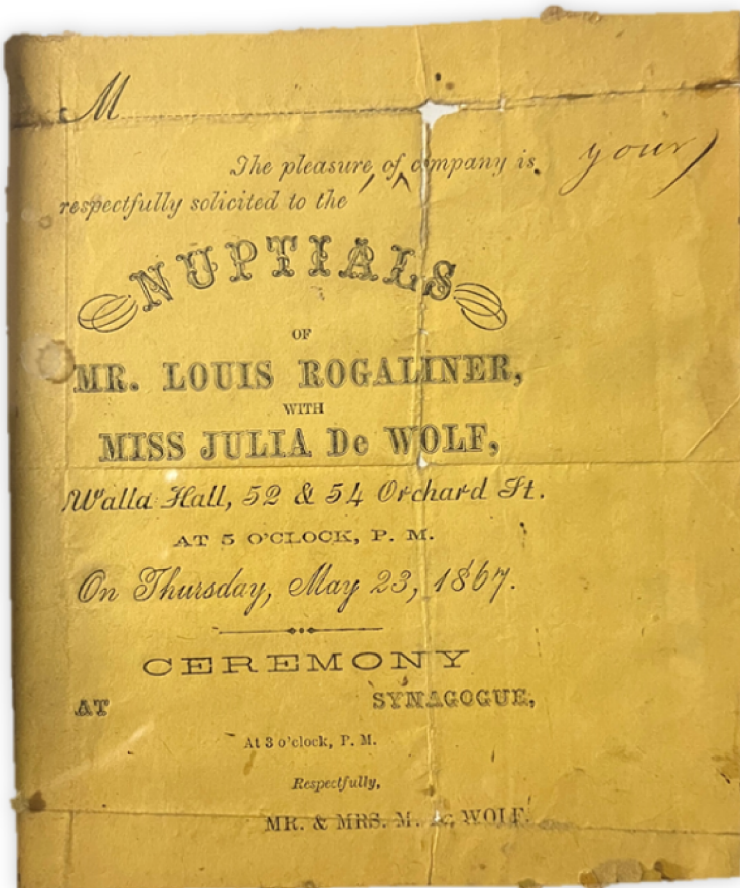 M
The pleasure of company is your
respectfully solicited to the
NUPTIALS
OF
MR. LOUIS ROGALINER,
WITH
MISS JULIA De WOLF,
Walla Hall, 52 & 54 Orchard St.
AT 5 O'CLOCK, P. M.
On Thursday, May 23, 1867.
CEREMONY
AT SYNAGOGUE,
At 3 o'clock, P. M.
Respectfully,
MR. & MRS. M. WOLF.